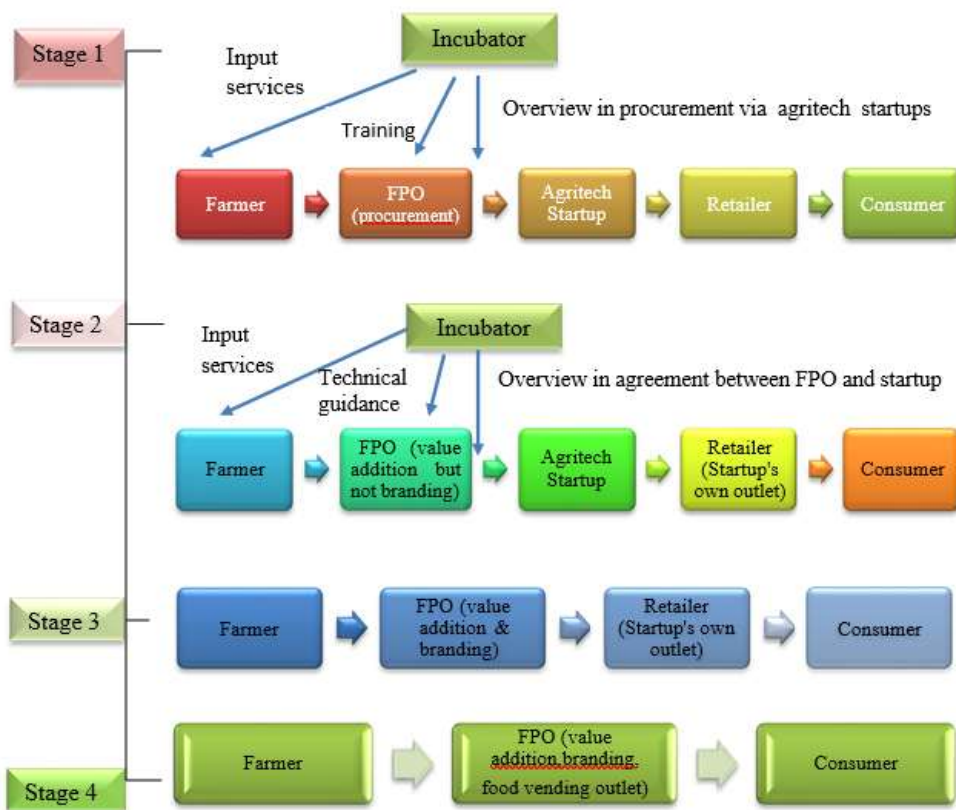 Stage 1
Incubator
Input
services
Overview in procurement via agritech startups
Training
Farmer
FPO
(procurement)
Agritech
Startup
Retailer
Consumer
Stage 2
Incubator
Input
services
Technical
guidance
Overview in agreement between FPO and startup
Farmer
FPO (value
addition but
not branding)
Agritech
Startup
Retailer
(Startup's
own outlet)
Consumer
Stage 3
Farmer
FPO (value
addition &
branding)
Retailer
(Startup's own
outlet)
Consumer
Stage 4
Farmer
FPO (value
addition,branding,
food vending outlet)
Consumer